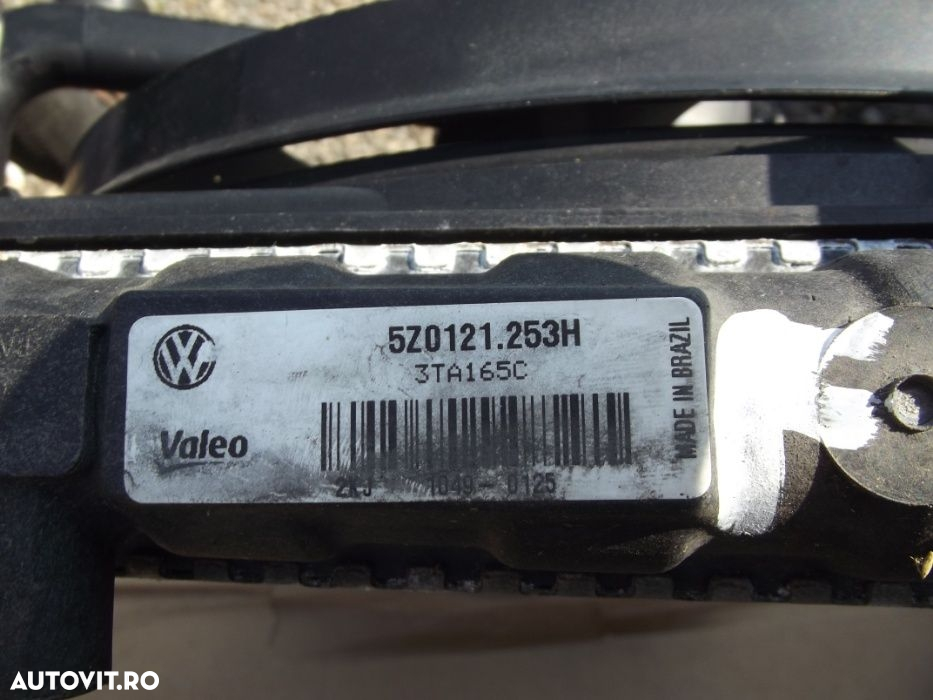 5Z0121.253H
3TA165C
MADE IN BRAZIL
Valeo
1049-0125
AUTOVIT.RO